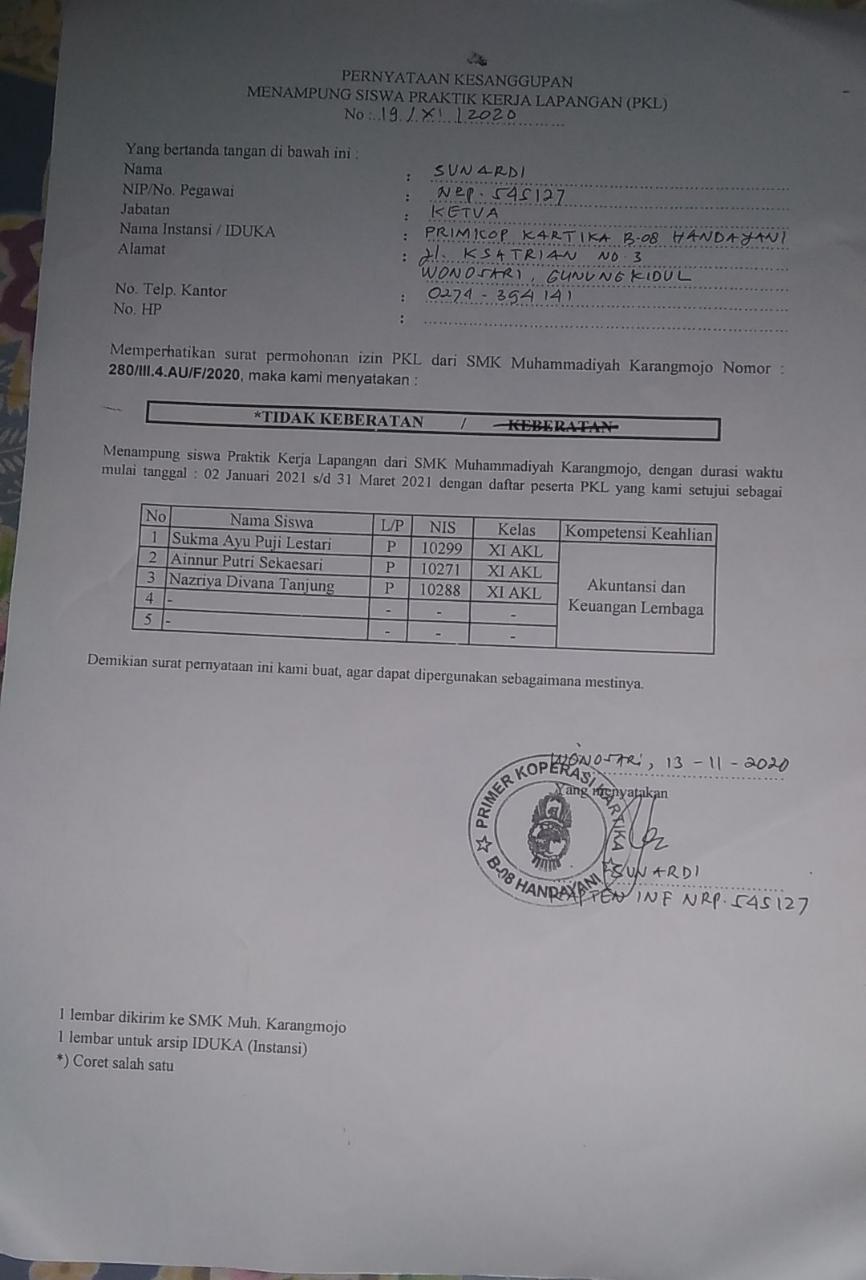 PERNYATAAN KESANGGUPAN
MENAMPUNG SISWA PRAKTIK KERJA LAPANGAN (PKL)
No : 19 / XI / 2020
Yang bertanda tangan di bawah ini :
Nama : SUNARDI
NIP/No. Pegawai : Nrp. 545127
Jabatan : KETUA
Nama Instansi / IDUKA : PRIMKOP KARTIKA B-08 HANDAYANI
Alamat : Jl. KSATRIAN NO. 3
WONOSARI, GUNUNGKIDUL
No. Telp. Kantor : 0274 - 394 141
No. HP :
Memperhatikan surat permohonan izin PKL dari SMK Muhammadiyah Karangmojo Nomor :
280/III.4.AU/F/2020, maka kami menyatakan :
*TIDAK KEBERATAN / KEBERATAN
Menampung siswa Praktik Kerja Lapangan dari SMK Muhammadiyah Karangmojo, dengan durasi waktu
mulai tanggal : 02 Januari 2021 s/d 31 Maret 2021 dengan daftar peserta PKL yang kami setujui sebagai
No Nama Siswa L/P NIS Kelas Kompetensi Keahlian
1 Sukma Ayu Puji Lestari P 10299 XI AKL
2 Ainnur Putri Sekaesari P 10271 XI AKL
3 Nazriya Divana Tanjung P 10288 XI AKL
Akuntansi dan
Keuangan Lembaga
4 - - - -
5 - - - -
Demikian surat pernyataan ini kami buat, agar dapat dipergunakan sebagaimana mestinya.
WONOSARI, 13 - 11 - 2020
Yang menyatakan
PRIMER KOPERASI KARTIKA
B-08 HANDAYANI
SUNARDI
KAPTEN INF NRP. 545127
1 lembar dikirim ke SMK Muh. Karangmojo
1 lembar untuk arsip IDUKA (Instansi)
*) Coret salah satu